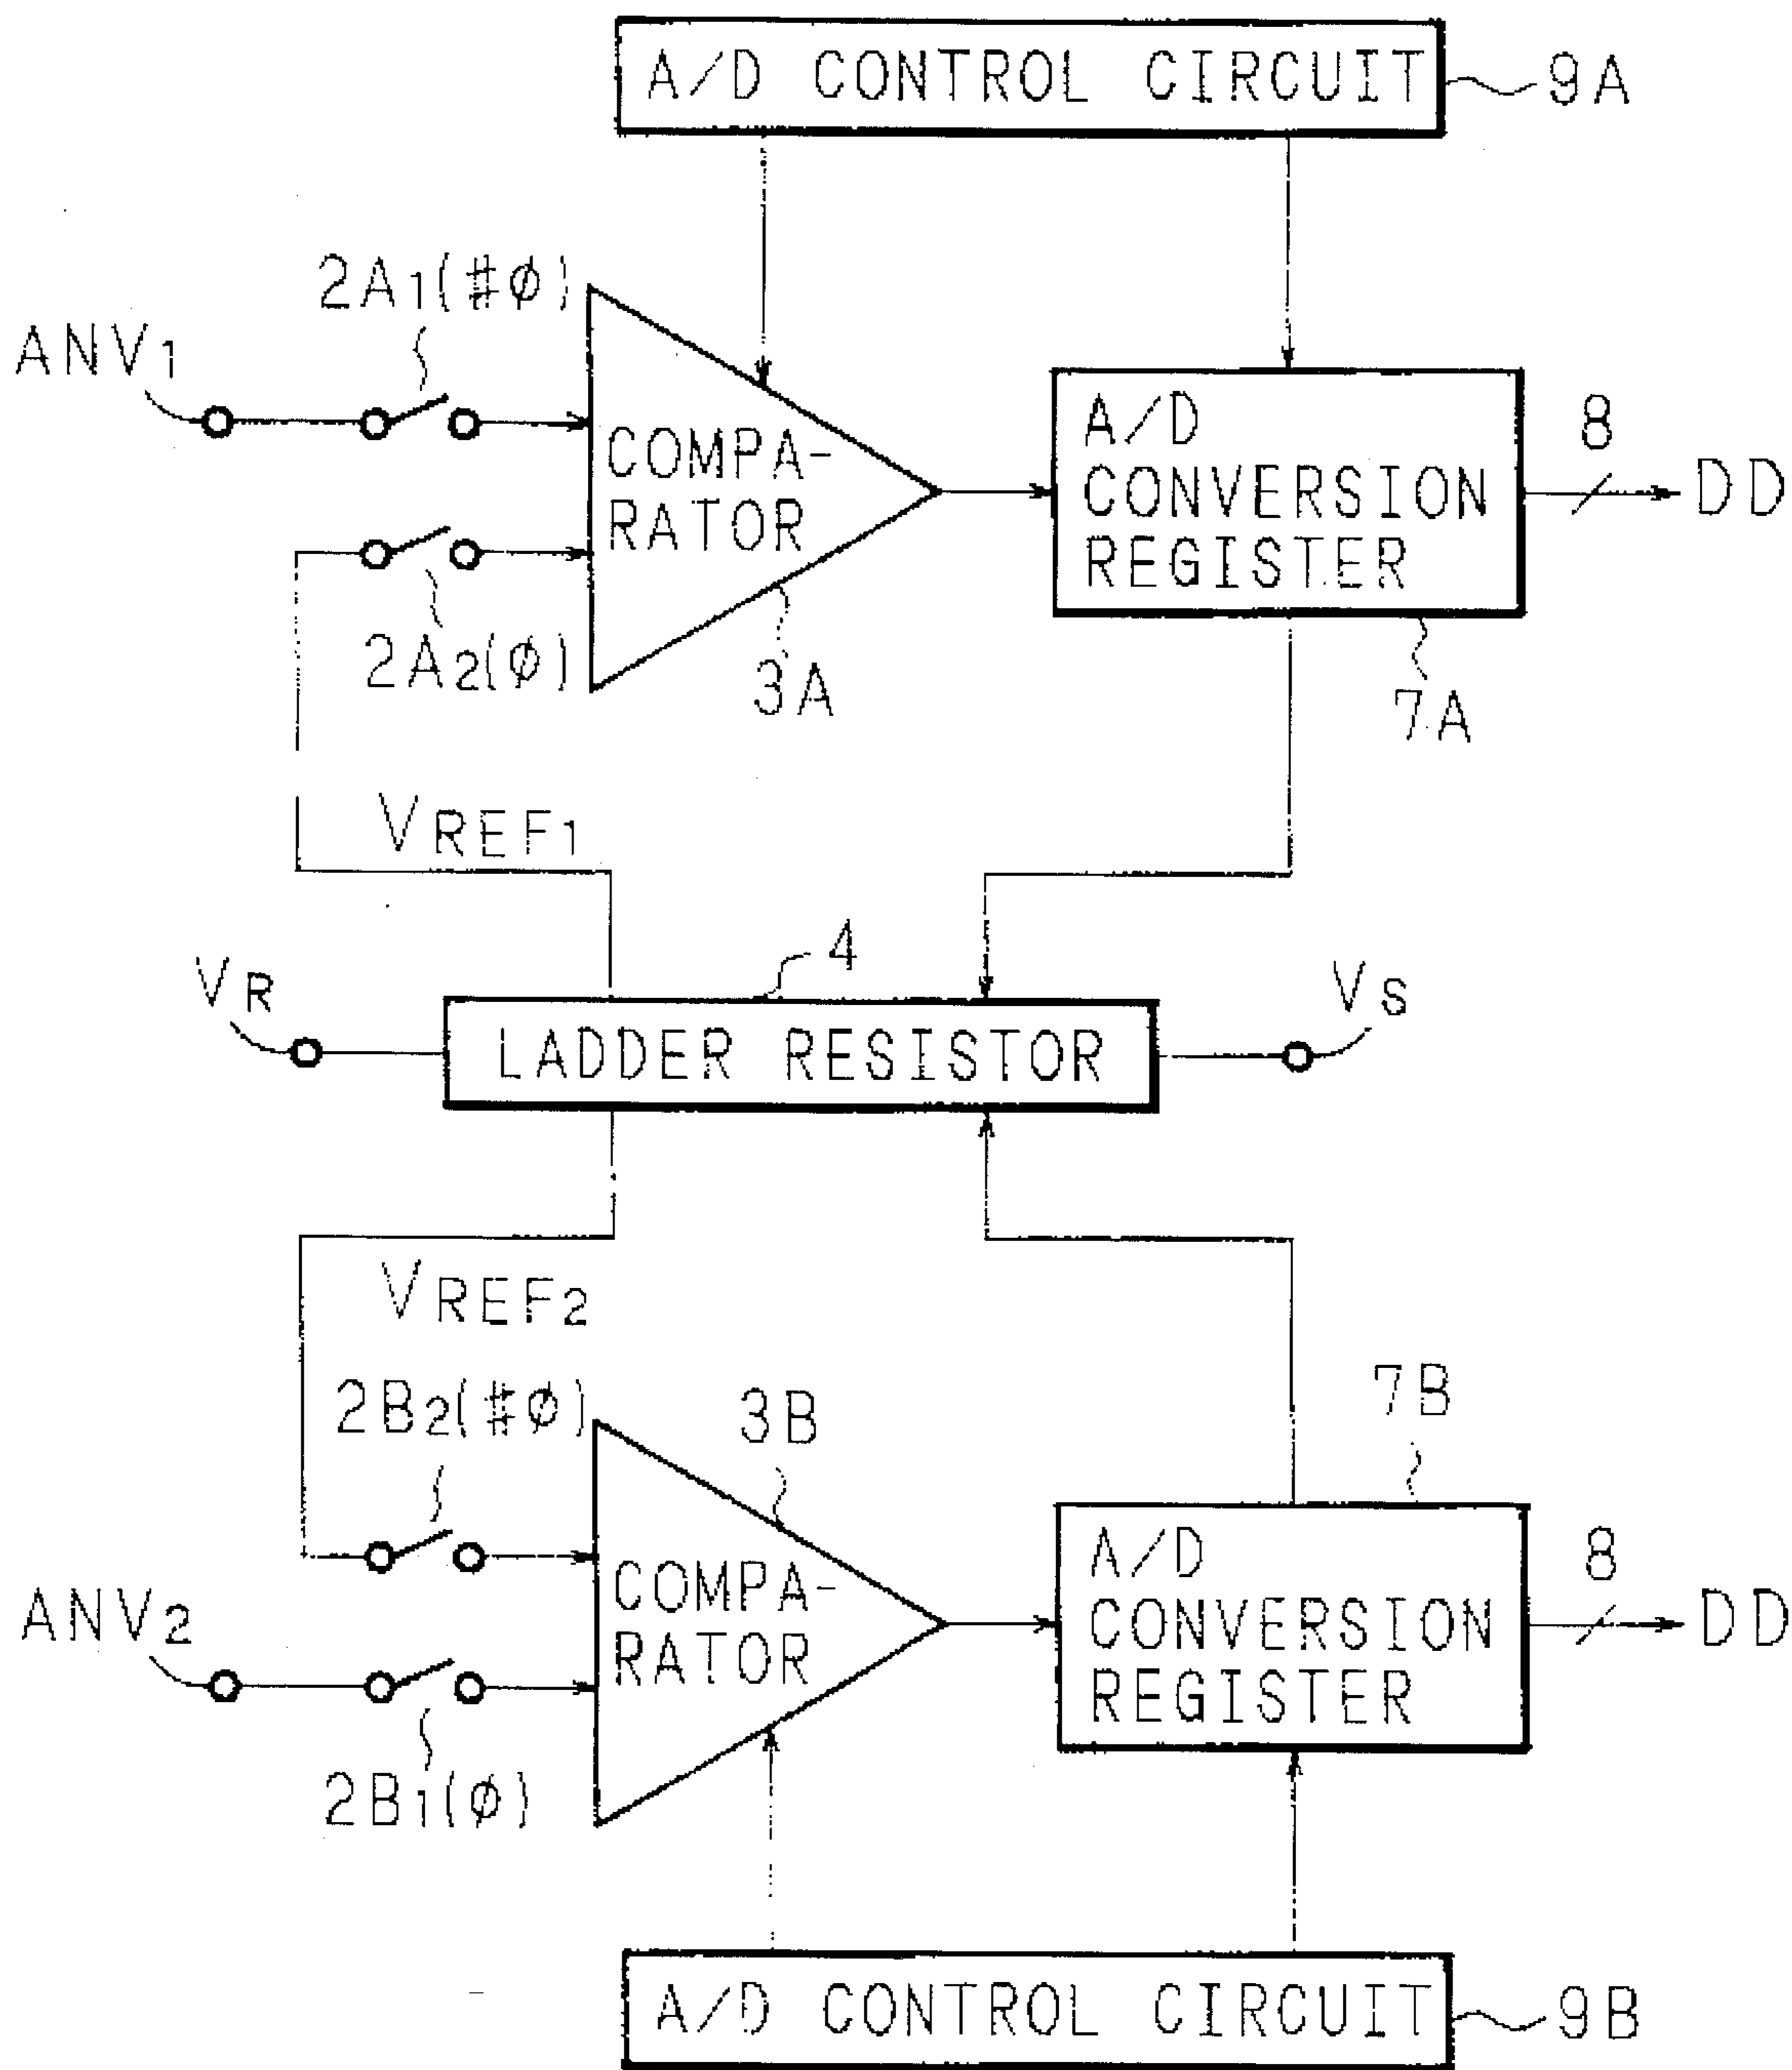 A/D CONTROL CIRCUIT
9A
2A1(#ϕ)
ANV1
COMPA-
RATOR
A/D
CONVERSION
REGISTER
8
DD
2A2(ϕ)
3A
7A
VREF1
4
VR
VS
LADDER RESISTOR
VREF2
2B2(#ϕ)
3B
7B
COMPA-
RATOR
A/D
CONVERSION
REGISTER
8
DD
ANV2
2B1(ϕ)
A/D CONTROL CIRCUIT
9B